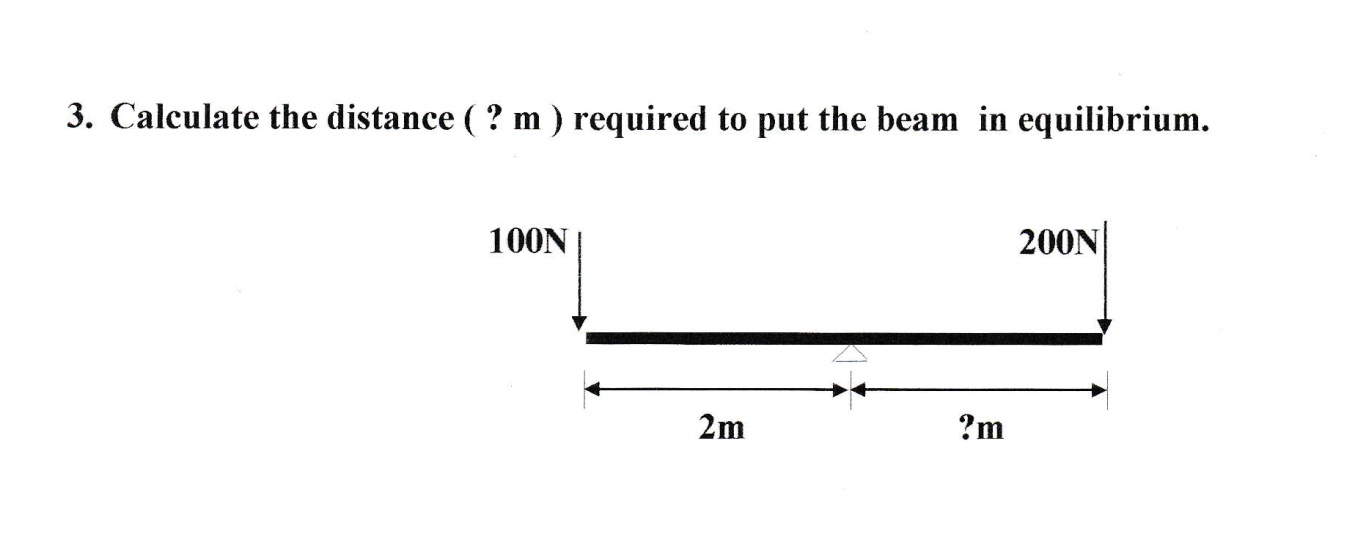 3. Calculate the distance ( ? m ) required to put the beam in equilibrium.
100N 200N
2m ?m